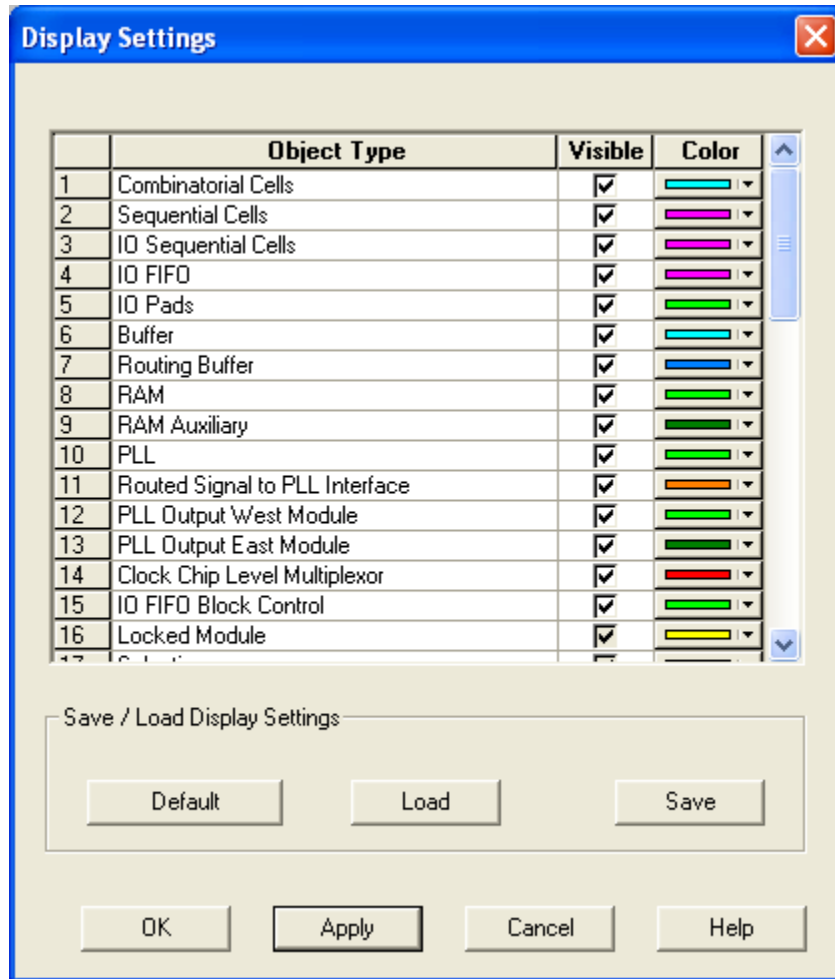 Display Settings
Object Type Visible Color
1 Combinatorial Cells
2 Sequential Cells
3 IO Sequential Cells
4 IO FIFO
5 IO Pads
6 Buffer
7 Routing Buffer
8 RAM
9 RAM Auxiliary
10 PLL
11 Routed Signal to PLL Interface
12 PLL Output West Module
13 PLL Output East Module
14 Clock Chip Level Multiplexor
15 IO FIFO Block Control
16 Locked Module
17
Save / Load Display Settings
Default Load Save
OK Apply Cancel Help